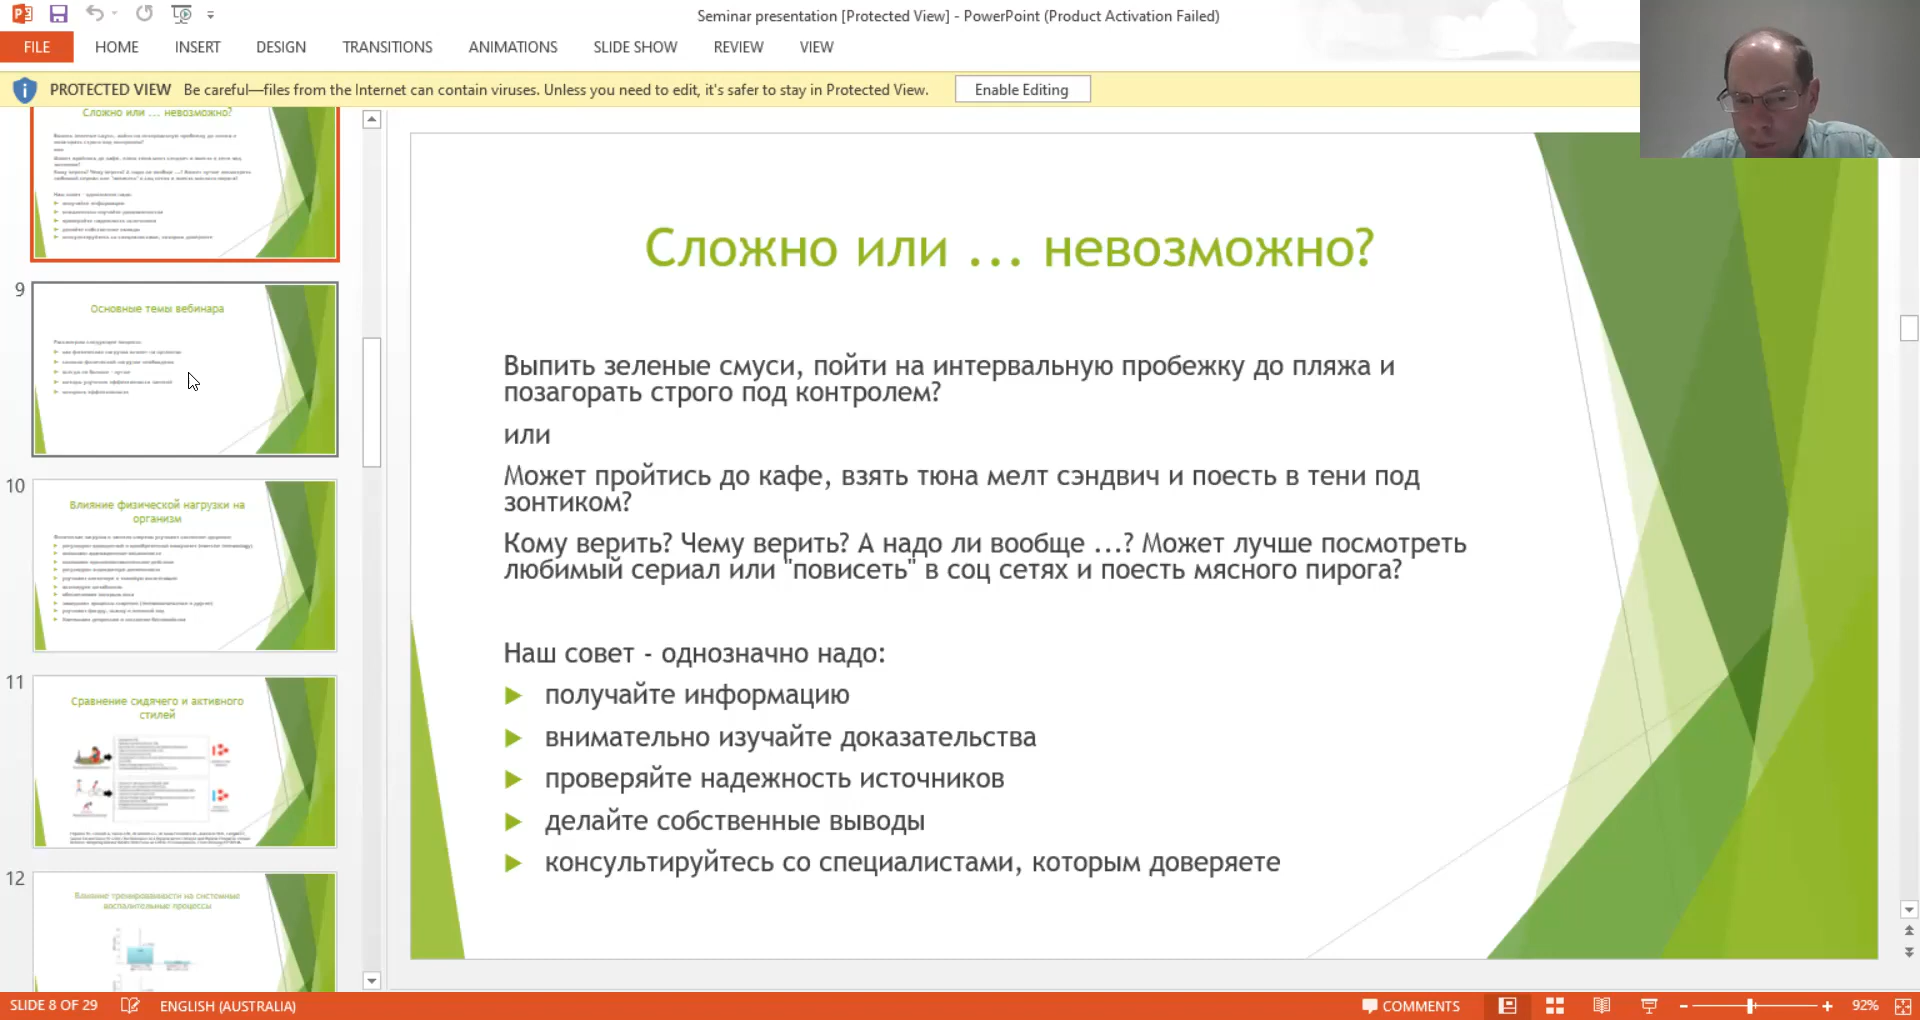 Seminar presentation [Protected View] - PowerPoint (Product Activation Failed)
FILE HOME INSERT DESIGN TRANSITIONS ANIMATIONS SLIDE SHOW REVIEW VIEW
PROTECTED VIEW Be careful—files from the Internet can contain viruses. Unless you need to edit, it's safer to stay in Protected View. Enable Editing
Сложно или ... невозможно?
9
Основные темы вебинара
10
Влияние физической нагрузки на
организм
11
Сравнение сидячего и активного
стилей
12
Влияние тренированности на системные
воспалительные процессы
Сложно или ... невозможно?
Выпить зеленые смуси, пойти на интервальную пробежку до пляжа и
позагорать строго под контролем?
или
Может пройтись до кафе, взять тюна мелт сэндвич и поесть в тени под
зонтиком?
Кому верить? Чему верить? А надо ли вообще ...? Может лучше посмотреть
любимый сериал или "повисеть" в соц сетях и поесть мясного пирога?
Наш совет - однозначно надо:
получайте информацию
внимательно изучайте доказательства
проверяйте надежность источников
делайте собственные выводы
консультируйтесь со специалистами, которым доверяете
SLIDE 8 OF 29 ENGLISH (AUSTRALIA) COMMENTS 92%